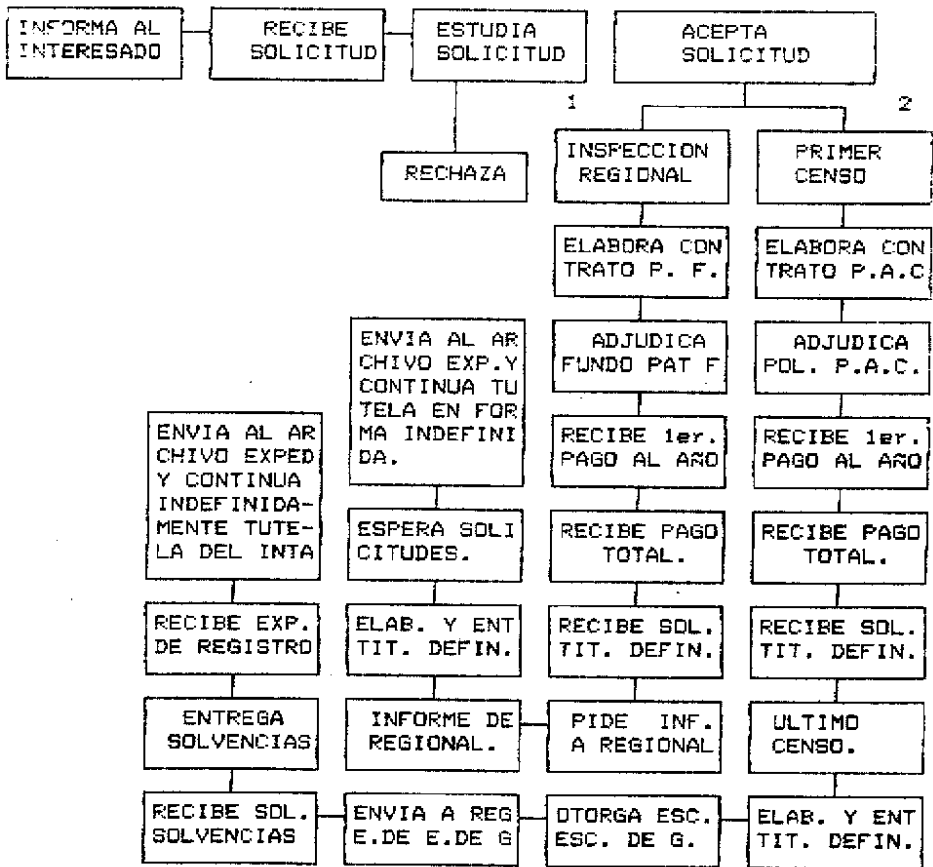 INFORMA AL
INTERESADO
RECIBE
SOLICITUD
ESTUDIA
SOLICITUD
ACEPTA
SOLICITUD
RECHAZA
1
2
INSPECCION
REGIONAL
PRIMER
CENSO
ELABORA CON
TRATO P. F.
ELABORA CON
TRATO P.A.C
ADJUDICA
FUNDO PAT F
ADJUDICA
POL. P.A.C.
RECIBE 1er.
PAGO AL AÑO
RECIBE 1er.
PAGO AL AÑO
RECIBE PAGO
TOTAL.
RECIBE PAGO
TOTAL.
RECIBE SOL.
TIT. DEFIN.
RECIBE SOL.
TIT. DEFIN.
PIDE INF.
A REGIONAL
ULTIMO
CENSO.
INFORME DE
REGIONAL.
ELAB. Y ENT
TIT. DEFIN.
ESPERA SOLI
CITUDES.
ENVIA AL AR
CHIVO EXP.Y
CONTINUA TU
TELA EN FOR
MA INDEFINI
DA.
ELAB. Y ENT
TIT. DEFIN.
OTORGA ESC.
ESC. DE G.
ENVIA A REG
E.DE E.DE G
RECIBE SOL.
SOLVENCIAS
ENTREGA
SOLVENCIAS
RECIBE EXP.
DE REGISTRO
ENVIA AL AR
CHIVO EXPED
Y CONTINUA
INDEFINIDA-
MENTE TUTE-
LA DEL INTA